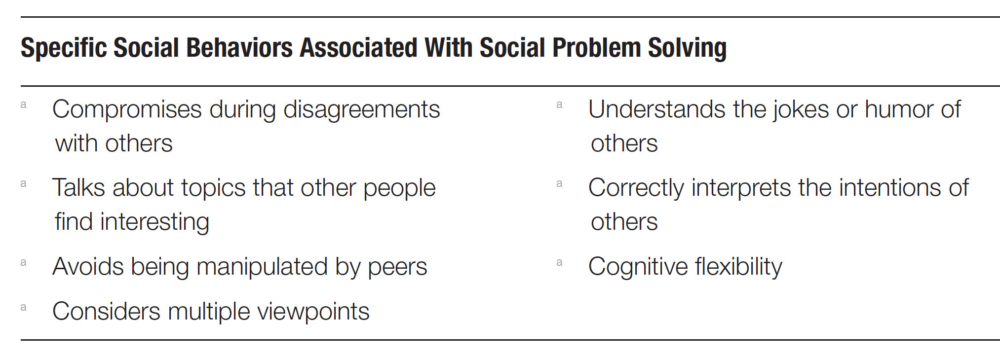 Specific Social Behaviors Associated With Social Problem Solving
a Compromises during disagreements
with others
a Talks about topics that other people
find interesting
a Avoids being manipulated by peers
a Considers multiple viewpoints
a Understands the jokes or humor of
others
a Correctly interprets the intentions of
others
a Cognitive flexibility